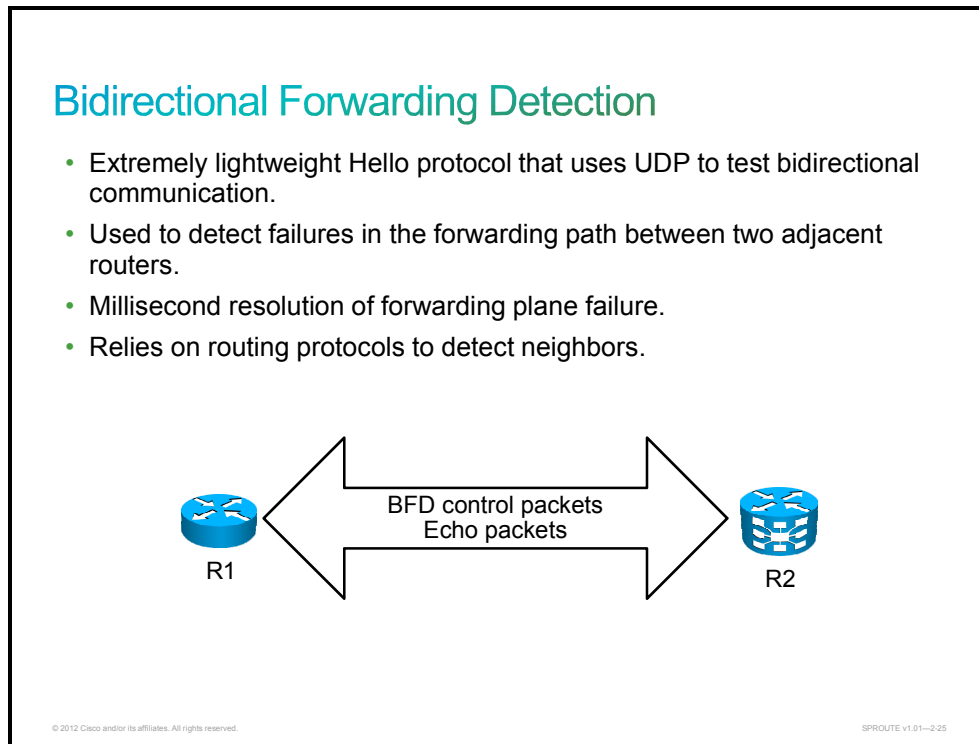 Bidirectional Forwarding Detection
• Extremely lightweight Hello protocol that uses UDP to test bidirectional
communication.
• Used to detect failures in the forwarding path between two adjacent
routers.
• Millisecond resolution of forwarding plane failure.
• Relies on routing protocols to detect neighbors.
BFD control packets
Echo packets
R1
R2
© 2012 Cisco and/or its affiliates. All rights reserved.
SPROUTE v1.01—2-25